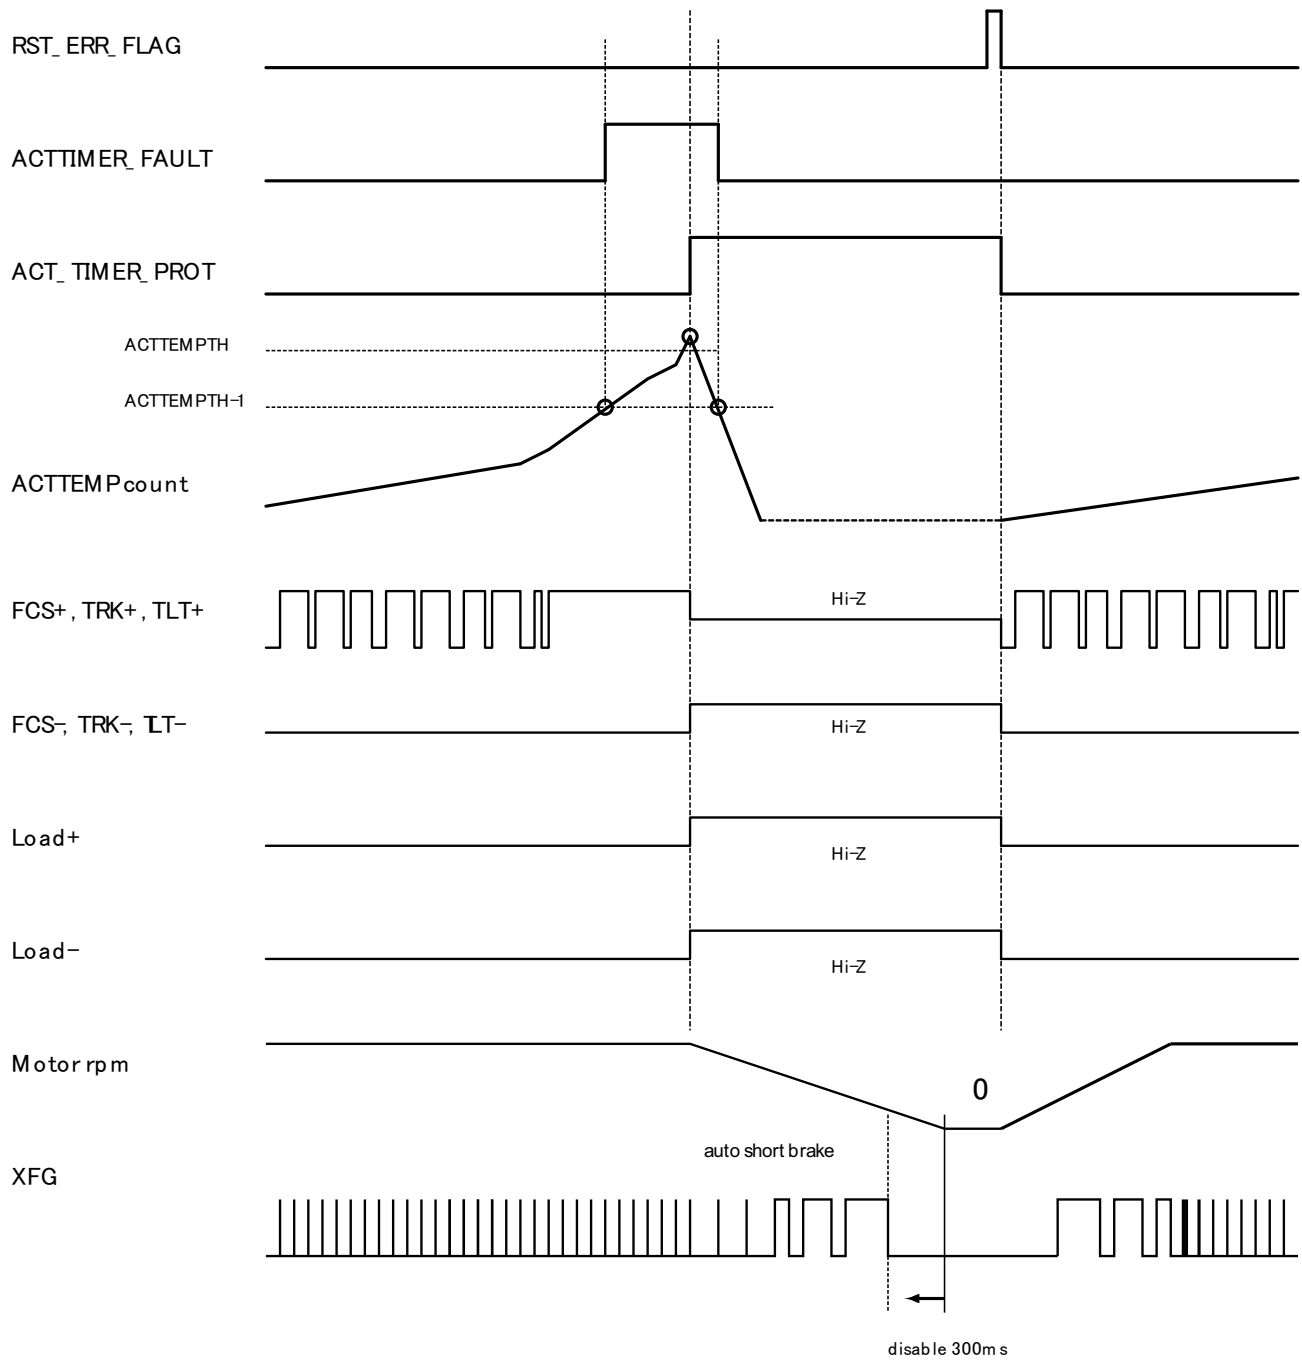 RST_ERR_FLAG
ACTTIMER_FAULT
ACT_TIMER_PROT
ACTTEMPTH
ACTTEMPTH-1
ACTTEMPcount
FCS+, TRK+, TLT+
Hi-Z
FCS-, TRK-, TLT-
Hi-Z
Load+
Hi-Z
Load-
Hi-Z
Motor rpm
0
auto short brake
XFG
disable 300ms